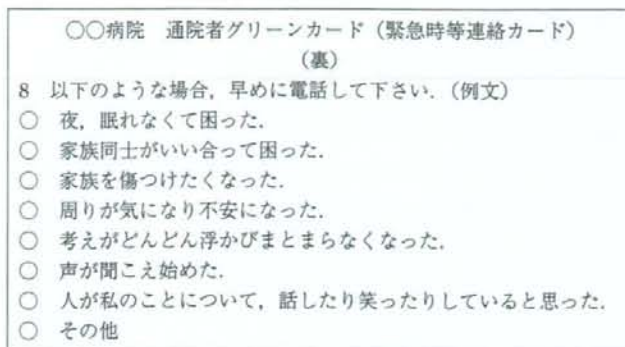 ○○病院 通院者グリーンカード(緊急時等連絡カード)
(裏)
8 以下のような場合，早めに電話して下さい．(例文)
○ 夜，眠れなくて困った．
○ 家族同士がいい合って困った．
○ 家族を傷つけたくなった．
○ 周りが気になり不安になった．
○ 考えがどんどん浮かびまとまらなくなった．
○ 声が聞こえ始めた．
○ 人が私のことについて，話したり笑ったりしていると思った．
○ その他